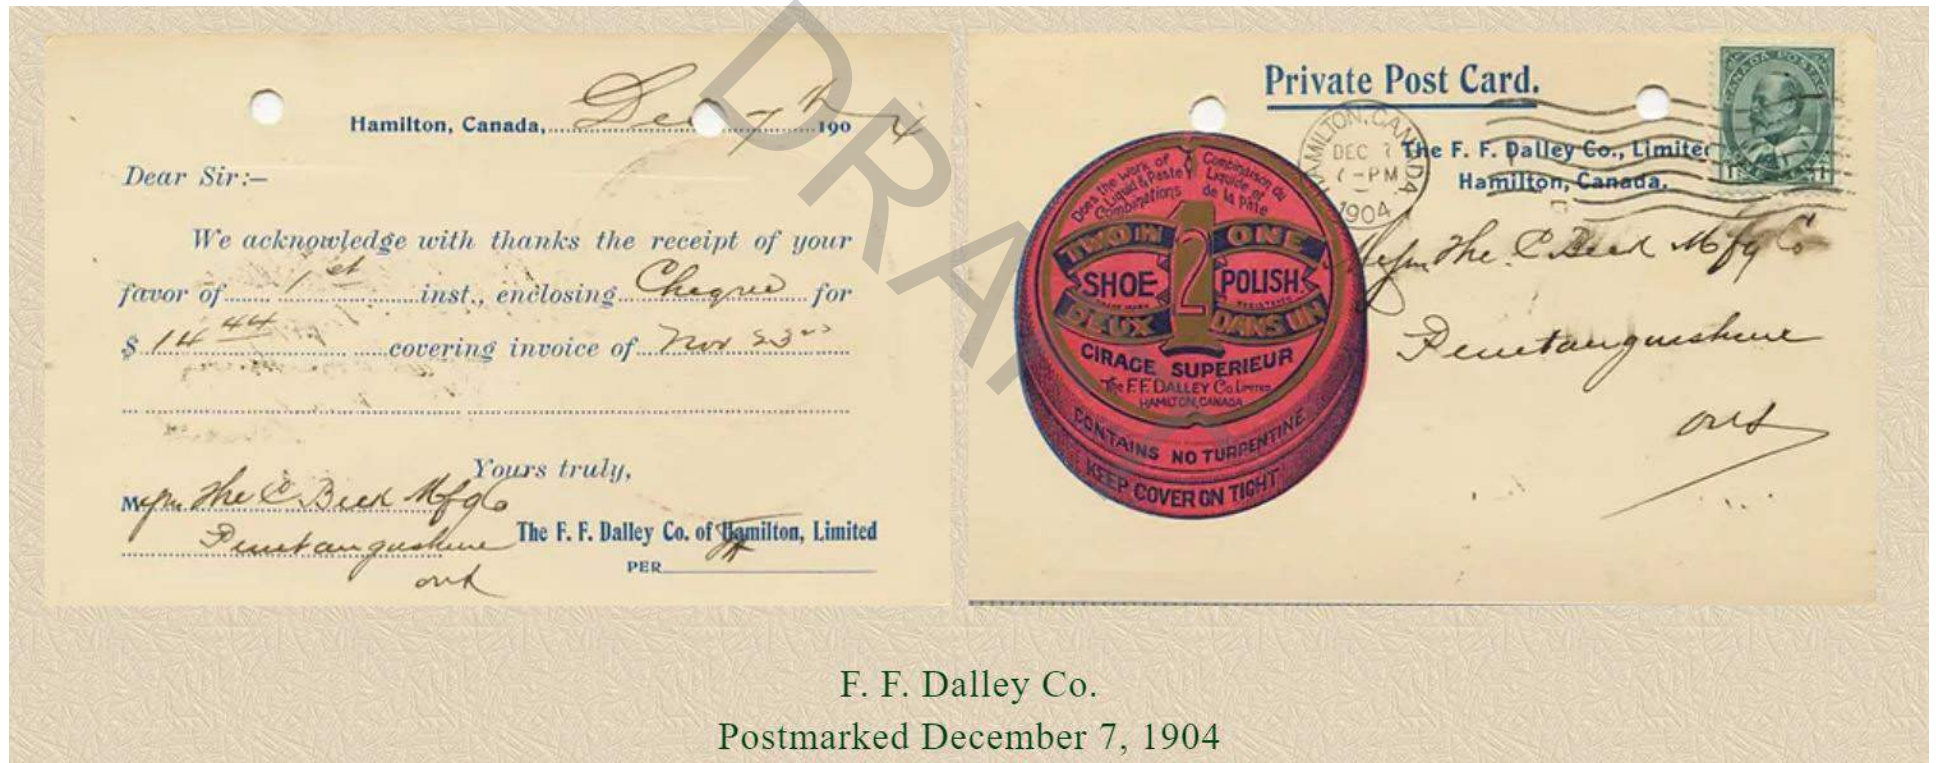 Hamilton, Canada, Dec 7th 1904
Dear Sir:—
We acknowledge with thanks the receipt of your
favor of 1st inst., enclosing Cheque for
$ 14 44 covering invoice of Nov 23rd
Yours truly,
The C. Beck Mfg Co
Penetanguishene
Ont
The F. F. Dalley Co. of Hamilton, Limited
PER
Private Post Card.
HAMILTON, CANADA
DEC 7
7-PM
1904
CANADA POSTAGE
The F. F. Dalley Co., Limited
Hamilton, Canada.
The C. Beck Mfg Co
Penetanguishene
Ont
Does the Work of
Liquid & Paste
Combinations
Combinaison du
Liquide et
de la Pâte
TWO IN 1 ONE
SHOE 2 POLISH
REGISTERED
DEUX DANS UN
CIRAGE SUPERIEUR
The F.F. DALLEY Co. Limited
HAMILTON, CANADA
CONTAINS NO TURPENTINE
KEEP COVER ON TIGHT
DRA
F. F. Dalley Co.
Postmarked December 7, 1904